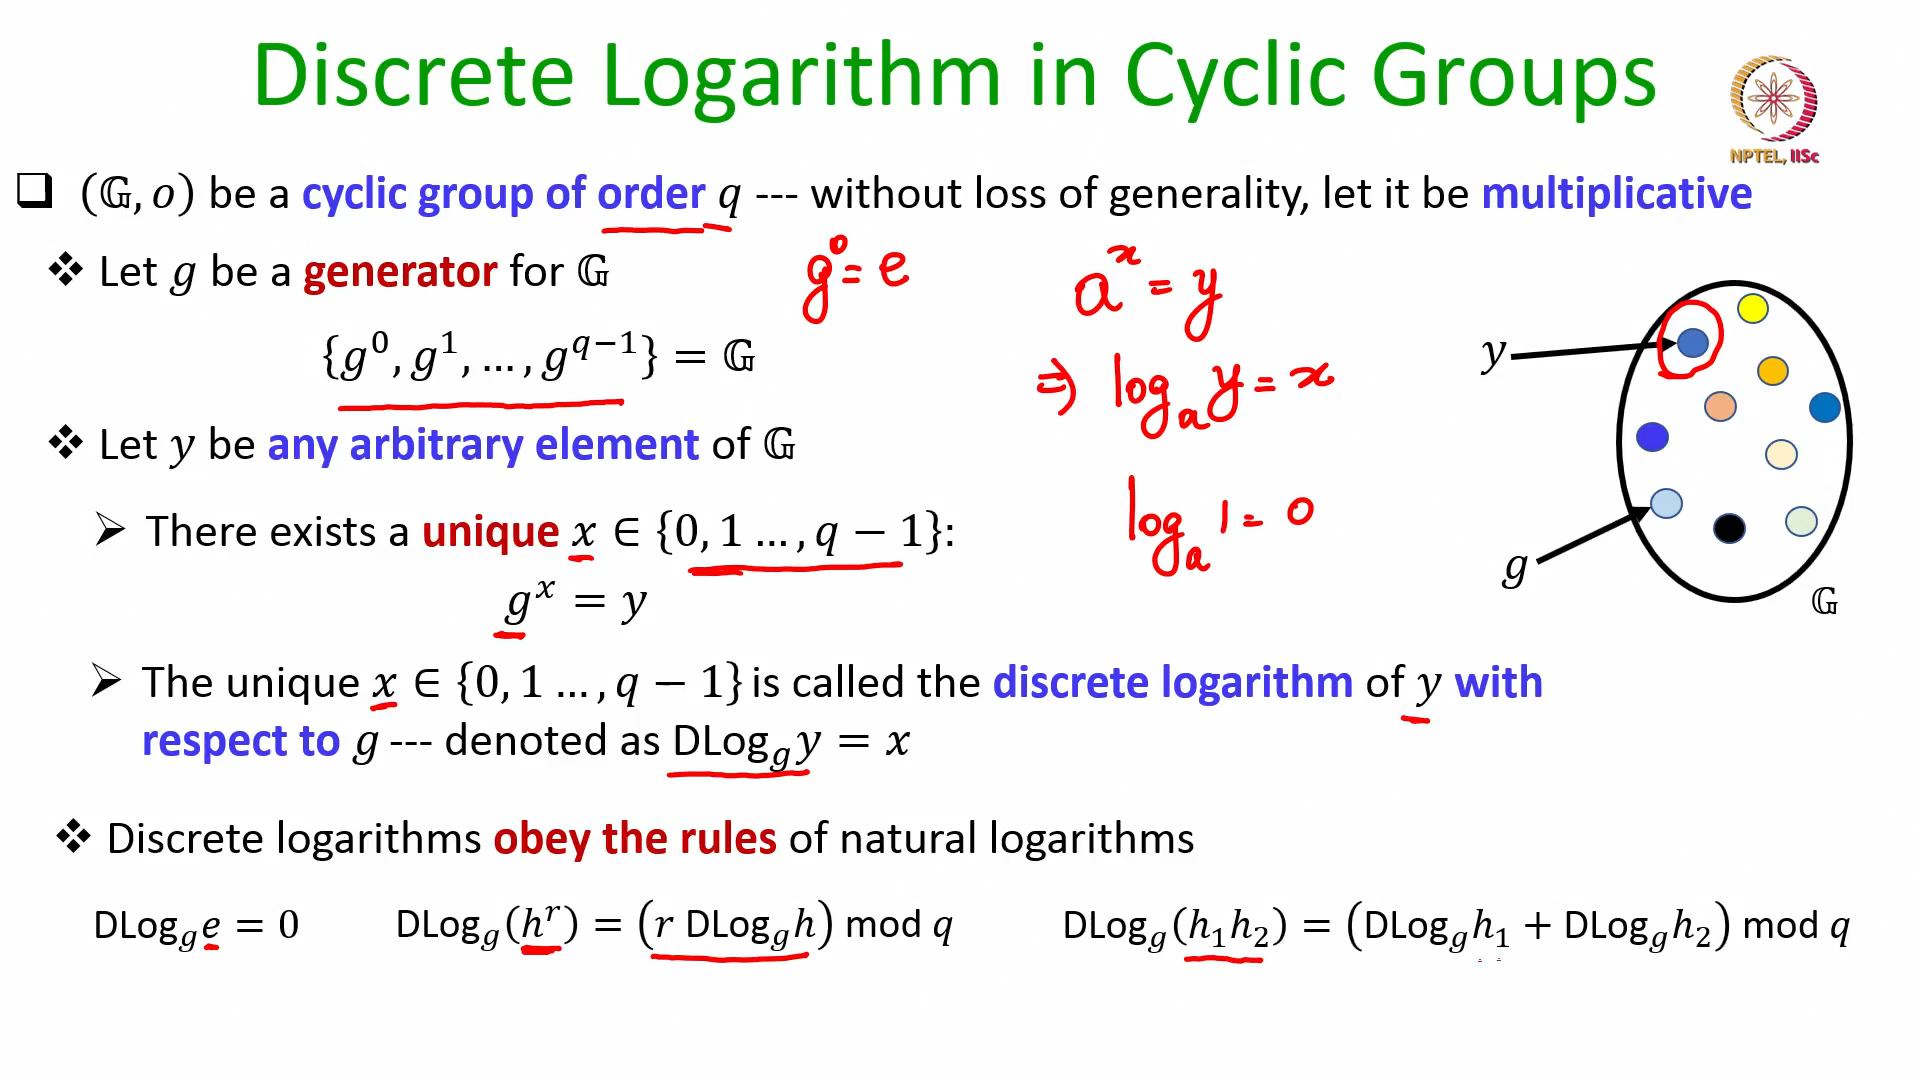 Discrete Logarithm in Cyclic Groups
NPTEL, IISc
(𝔾, o) be a cyclic group of order q --- without loss of generality, let it be multiplicative
Let g be a generator for 𝔾
g⁰ = e
aˣ = y
{g⁰, g¹, …, g^{q−1}} = 𝔾
⇒ logₐ y = x
y
Let y be any arbitrary element of 𝔾
There exists a unique x ∈ {0, 1 …, q − 1}:
logₐ 1 = 0
gˣ = y
g
𝔾
The unique x ∈ {0, 1 …, q − 1} is called the discrete logarithm of y with
respect to g --- denoted as DLog_g y = x
Discrete logarithms obey the rules of natural logarithms
DLog_g e = 0 DLog_g (hʳ) = (r DLog_g h) mod q DLog_g (h₁h₂) = (DLog_g h₁ + DLog_g h₂) mod q